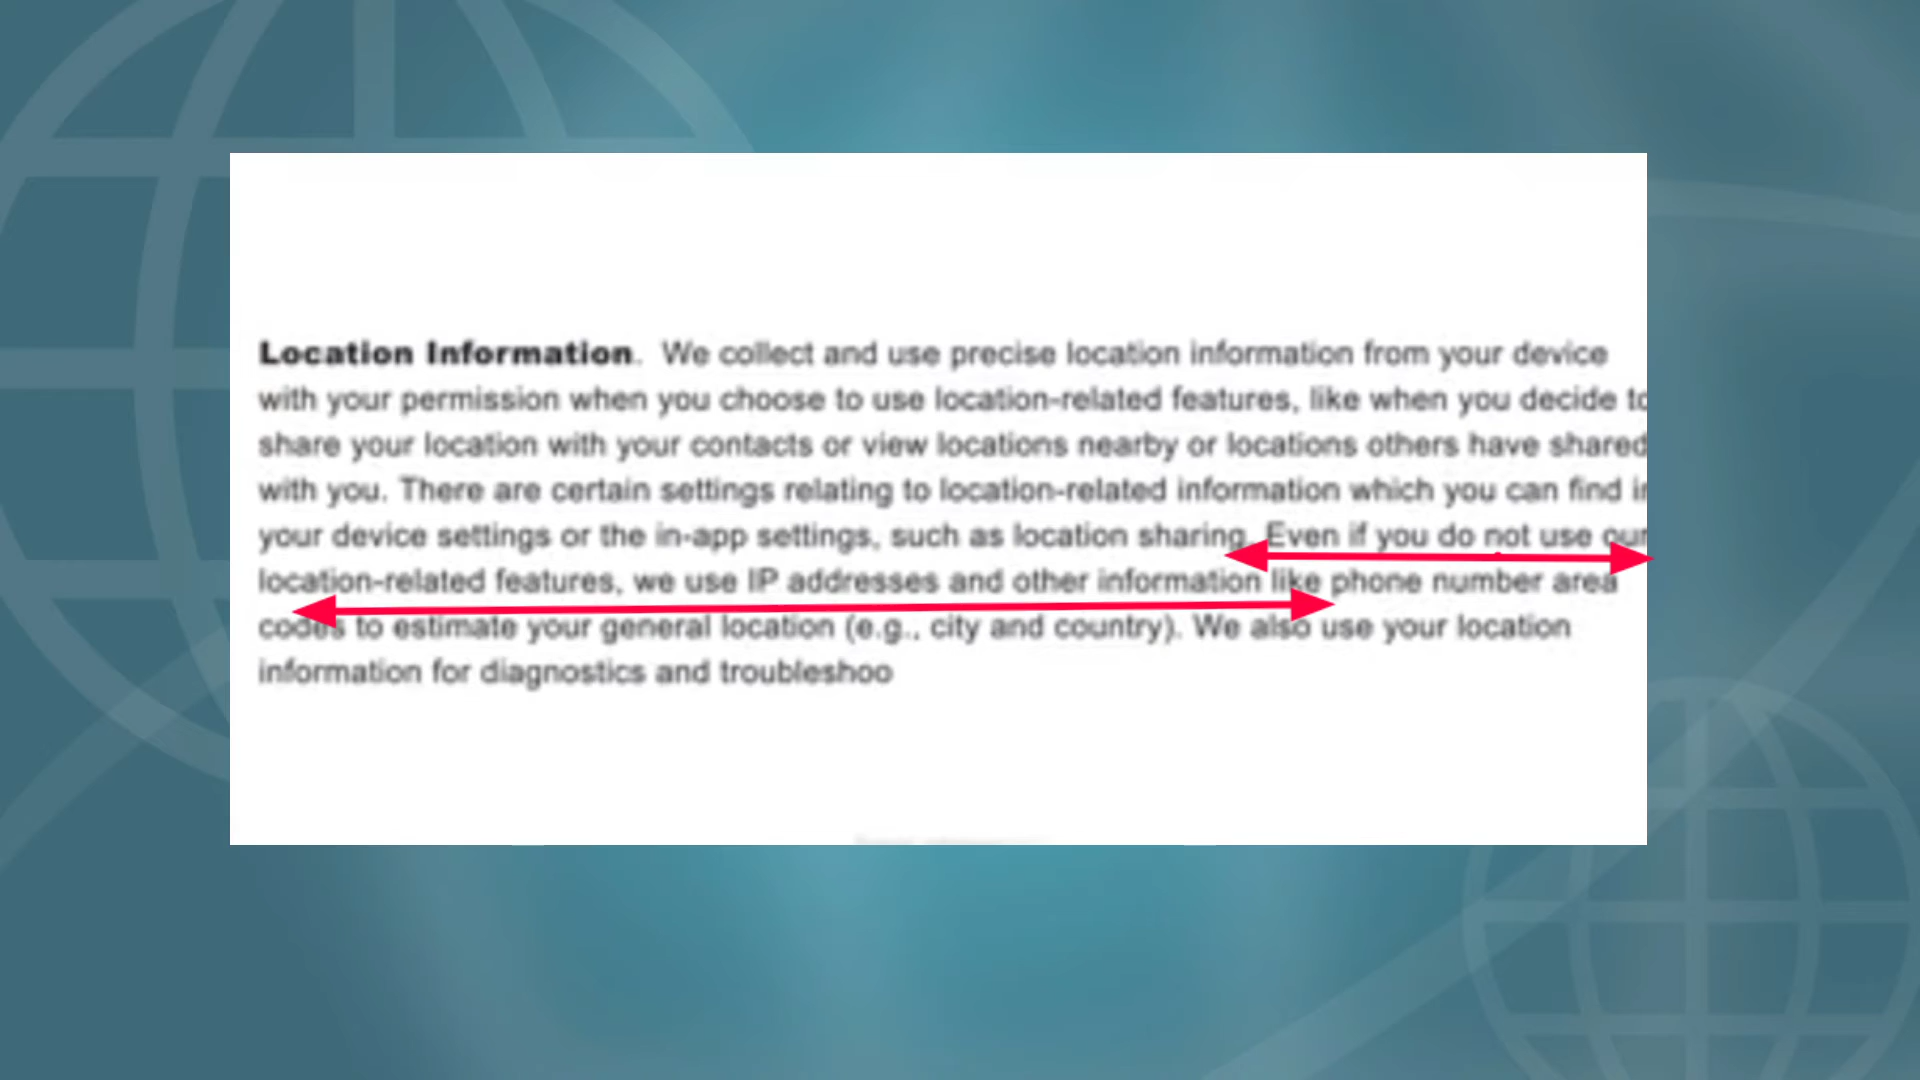 Location Information. We collect and use precise location information from your device
with your permission when you choose to use location-related features, like when you decide to
share your location with your contacts or view locations nearby or locations others have shared
with you. There are certain settings relating to location-related information which you can find in
your device settings or the in-app settings, such as location sharing. Even if you do not use our
location-related features, we use IP addresses and other information like phone number area
codes to estimate your general location (e.g., city and country). We also use your location
information for diagnostics and troubleshoo